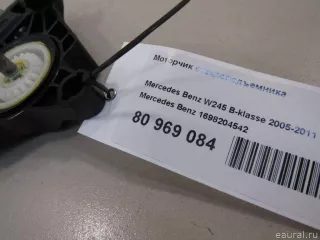 Моторчик стеклоподъемника
Mercedes Benz W245 B-klasse 2005-2011
Mercedes Benz 1698204542
80 969 084
eaural.ru